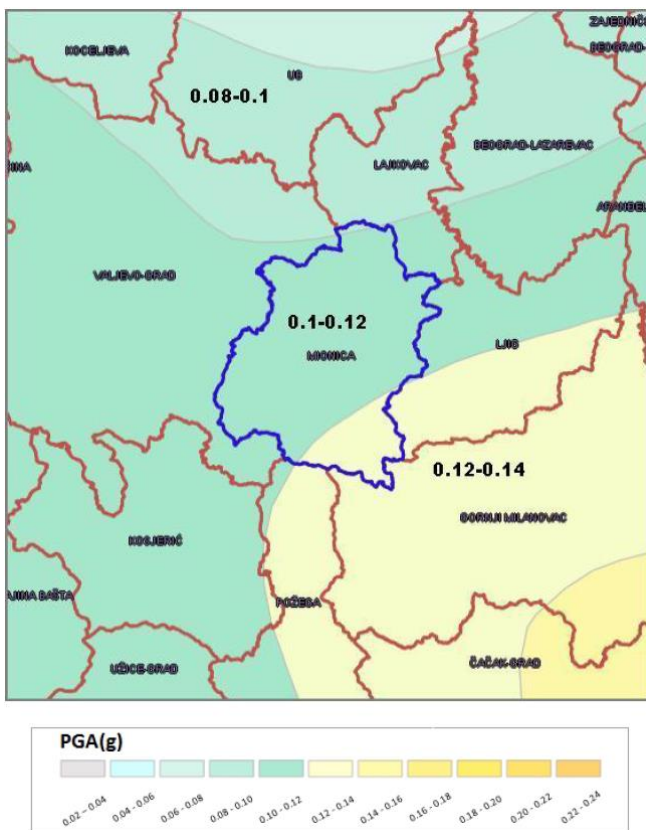 ZAJEDNIČK
KOCELJEVA
BEOGRAD-
UB
0.08-0.1
BEOGRAD-LAZAREVAC
LAJKOVAC
ČINA
ARANĐEL
VALJEVO-GRAD
0.1-0.12
LJIG
MIONICA
0.12-0.14
GORNJI MILANOVAC
KOSJERIĆ
AJINA BAŠTA
POŽEGA
UŽICE-GRAD
ČAČAK-GRAD
PGA(g)
0.02 - 0.04
0.04 - 0.06
0.06 - 0.08
0.08 - 0.10
0.10 - 0.12
0.12 - 0.14
0.14 - 0.16
0.16 - 0.18
0.18 - 0.20
0.20 - 0.22
0.22 - 0.24